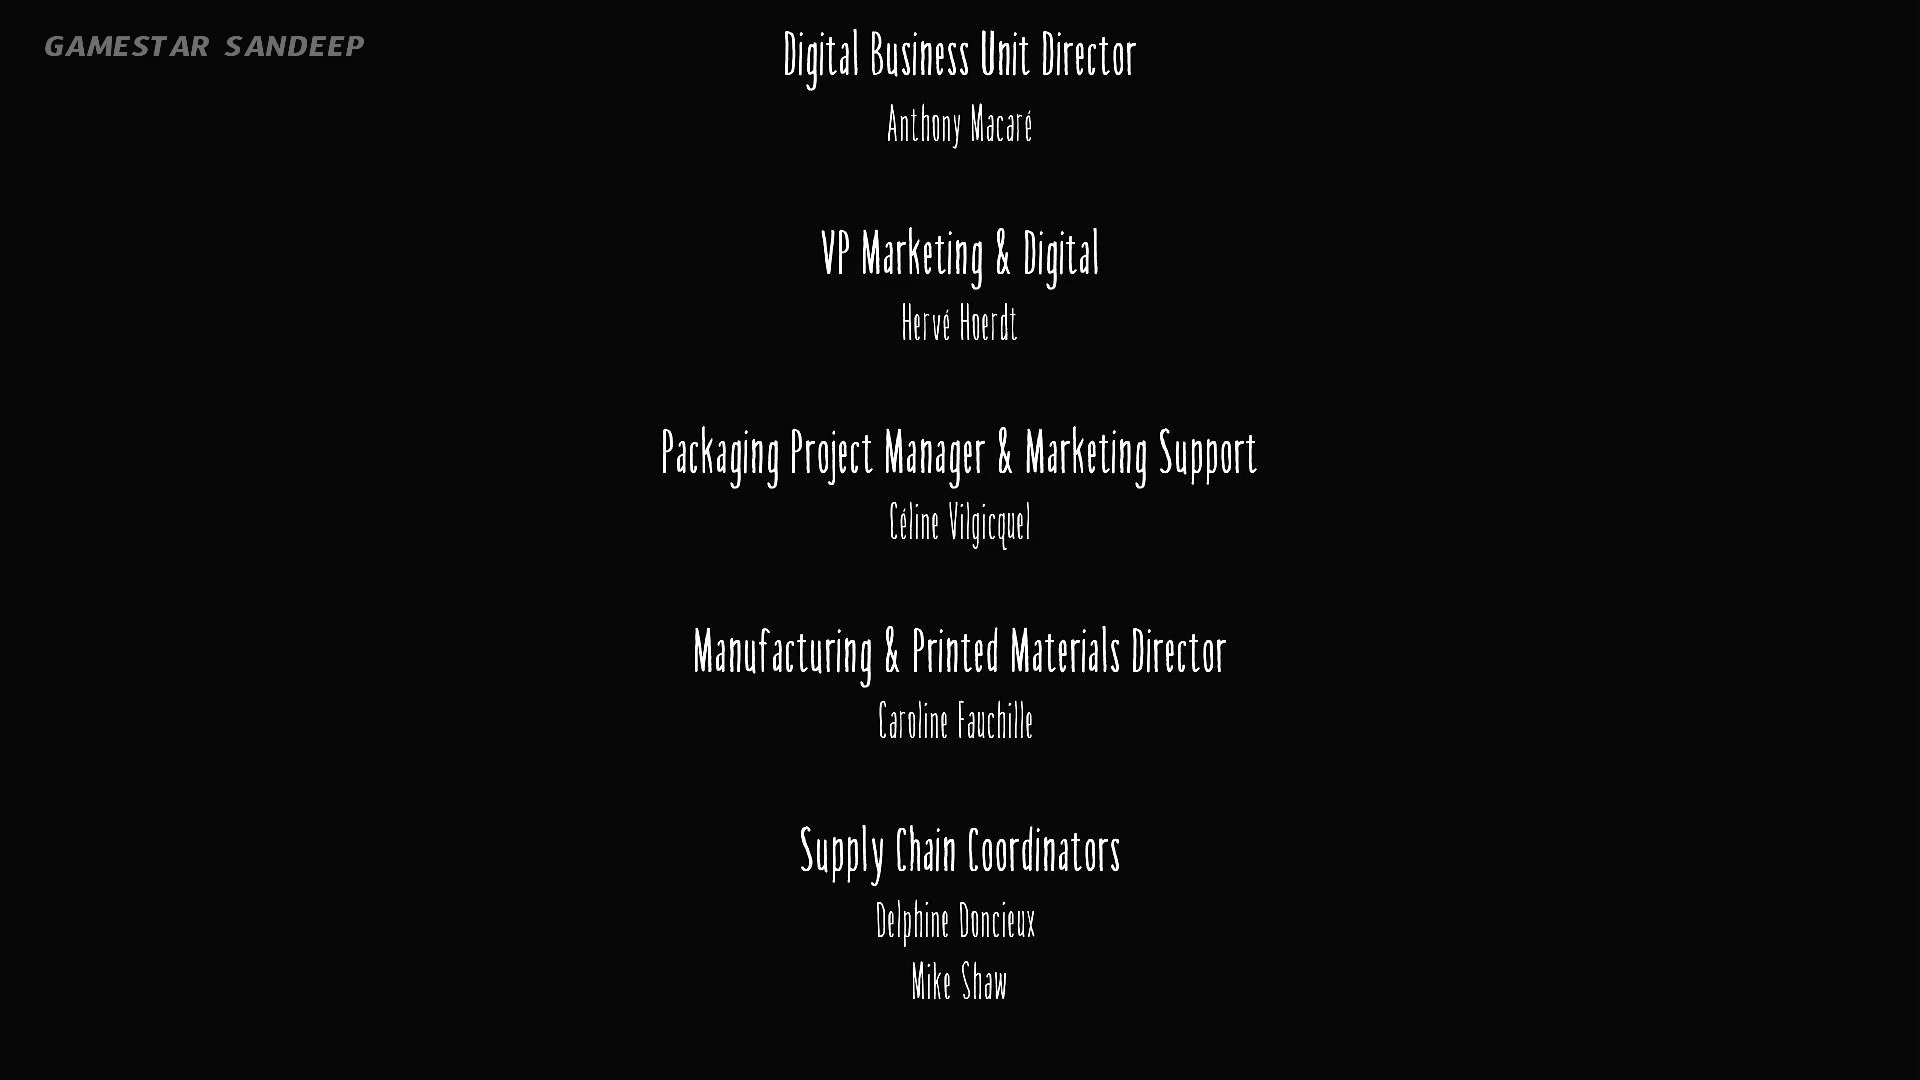 GAMESTAR SANDEEP
Digital Business Unit Director
Anthony Macaré
VP Marketing & Digital
Hervé Hoerdt
Packaging Project Manager & Marketing Support
Céline Vilgicquel
Manufacturing & Printed Materials Director
Caroline Fauchille
Supply Chain Coordinators
Delphine Doncieux
Mike Shaw